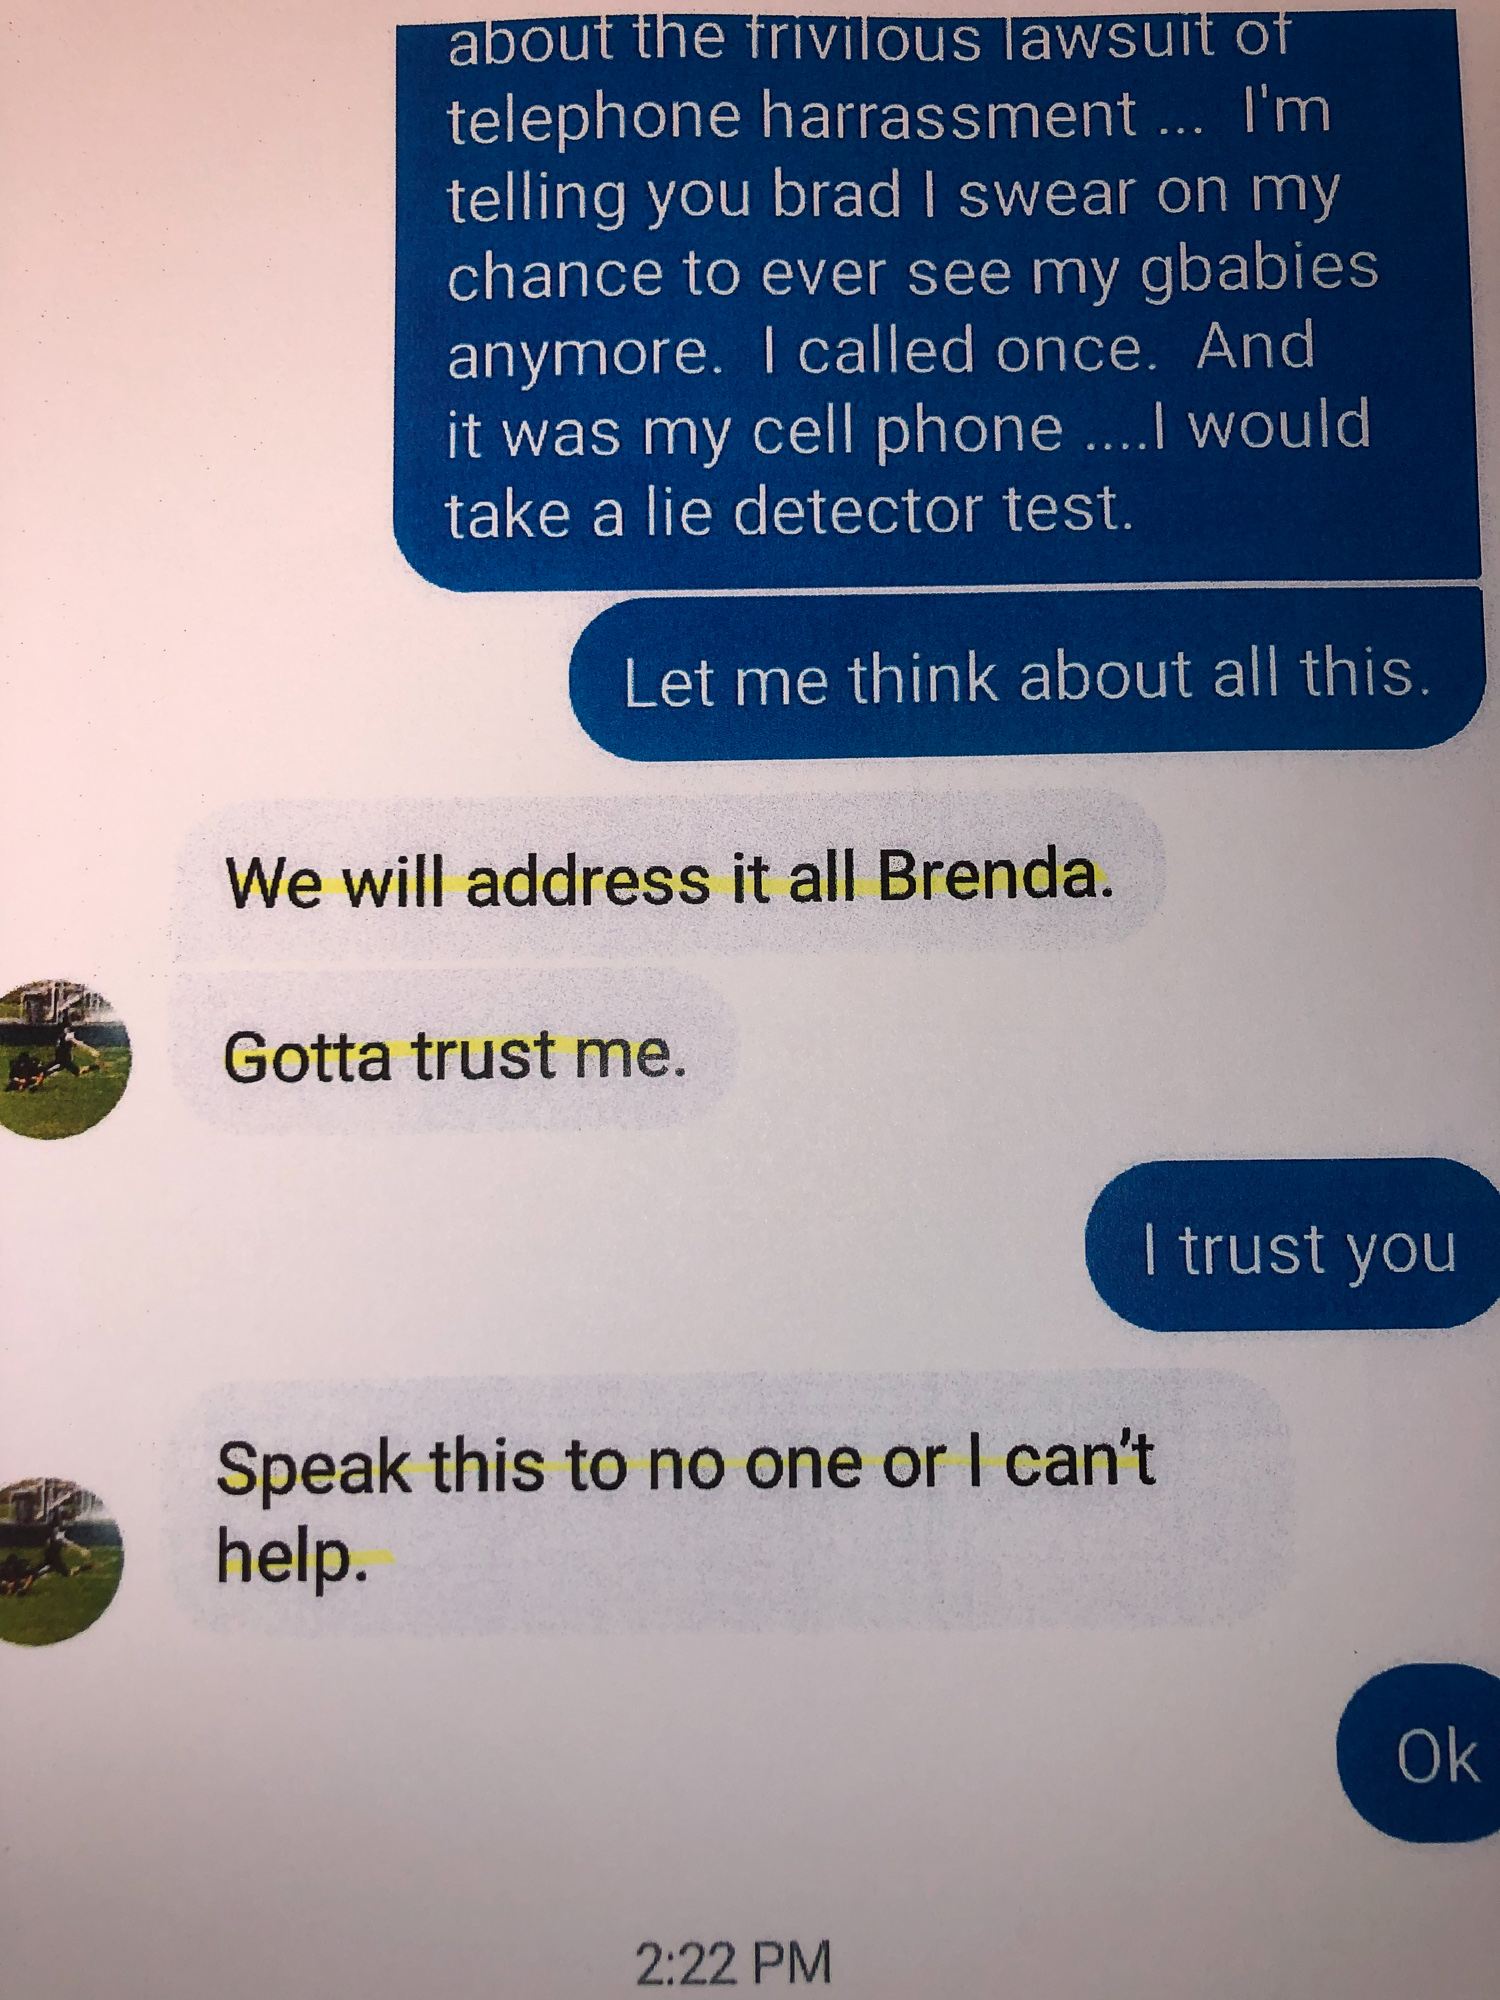 about the frivilous lawsuit of
telephone harrassment ...  I'm
telling you brad I swear on my
chance to ever see my gbabies
anymore.  I called once.  And
it was my cell phone ....I would
take a lie detector test.
Let me think about all this.
We will address it all Brenda.
Gotta trust me.
I trust you
Speak this to no one or I can't
help.
Ok
2:22 PM